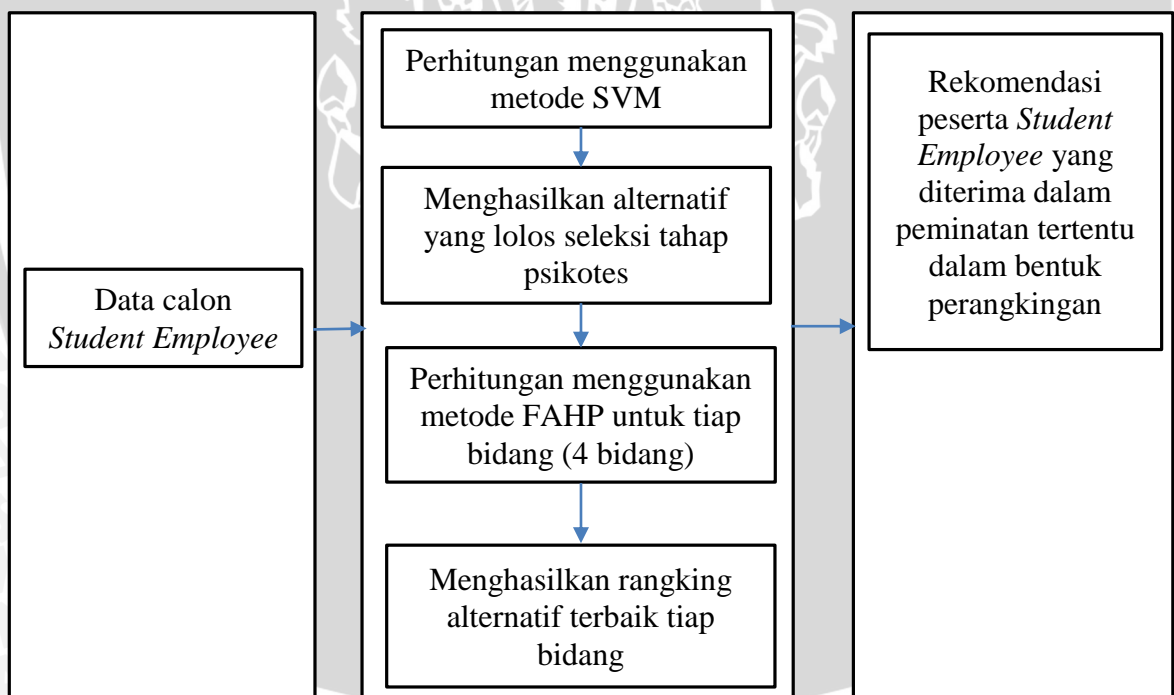 Data calon
Student Employee
Perhitungan menggunakan
metode SVM
Menghasilkan alternatif
yang lolos seleksi tahap
psikotes
Perhitungan menggunakan
metode FAHP untuk tiap
bidang (4 bidang)
Menghasilkan rangking
alternatif terbaik tiap
bidang
Rekomendasi
peserta Student
Employee yang
diterima dalam
peminatan tertentu
dalam bentuk
perangkingan